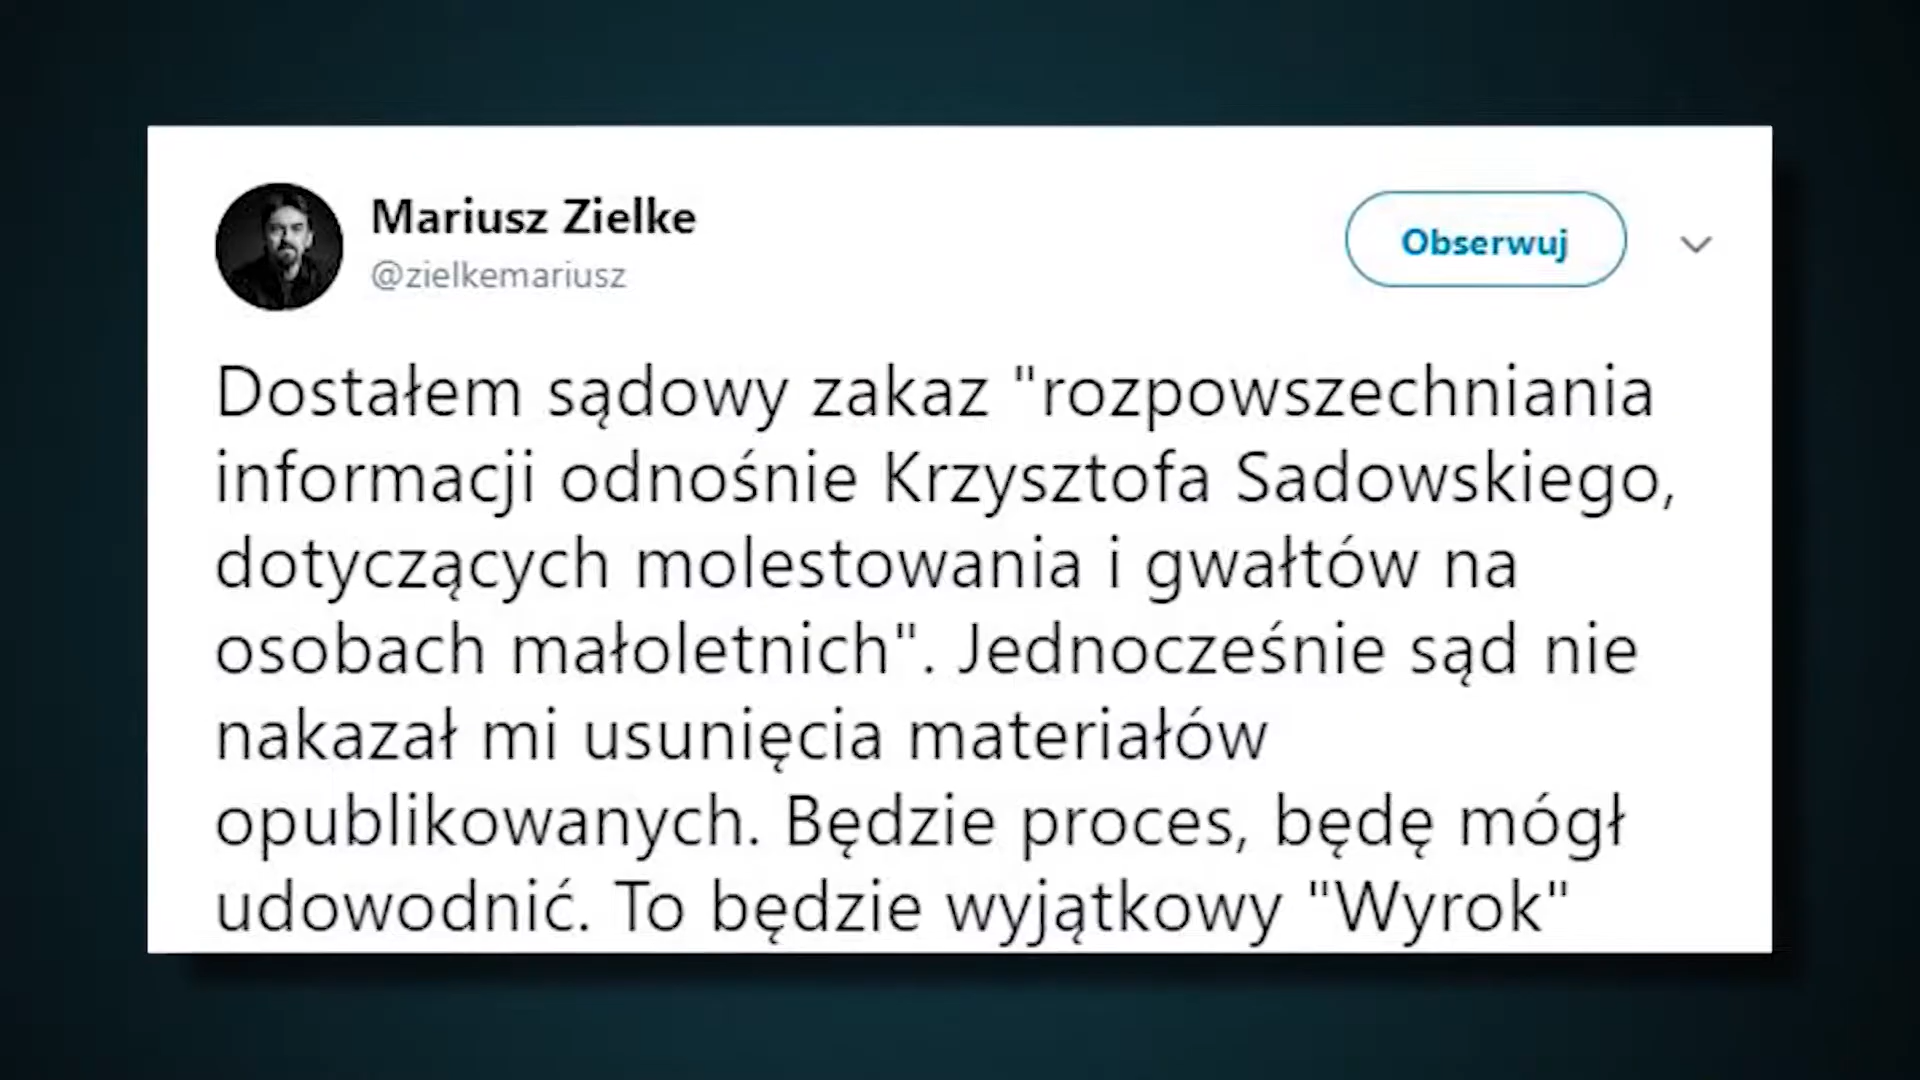 Mariusz Zielke
@zielkemariusz
Obserwuj
Dostałem sądowy zakaz "rozpowszechniania
informacji odnośnie Krzysztofa Sadowskiego,
dotyczących molestowania i gwałtów na
osobach małoletnich". Jednocześnie sąd nie
nakazał mi usunięcia materiałów
opublikowanych. Będzie proces, będę mógł
udowodnić. To będzie wyjątkowy "Wyrok"